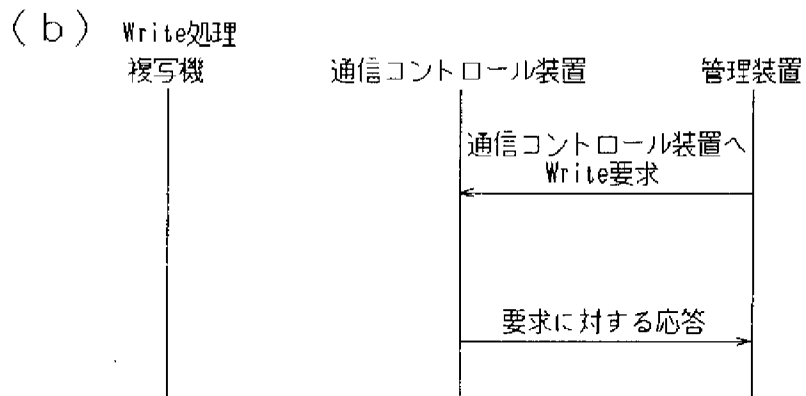 (b) Write処理
複写機 通信コントロール装置 管理装置
通信コントロール装置へ
Write要求
要求に対する応答